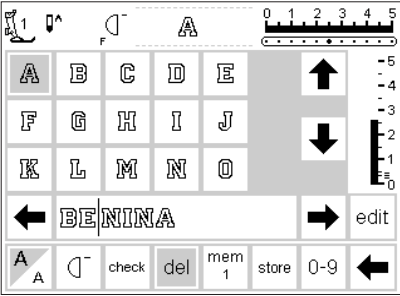 1 F A 0 1 2 3 4 5
A B C D E 5
4
F G H I J 3
2
K L M N O 1
0
BENINA edit
A A check del mem 1 store 0-9